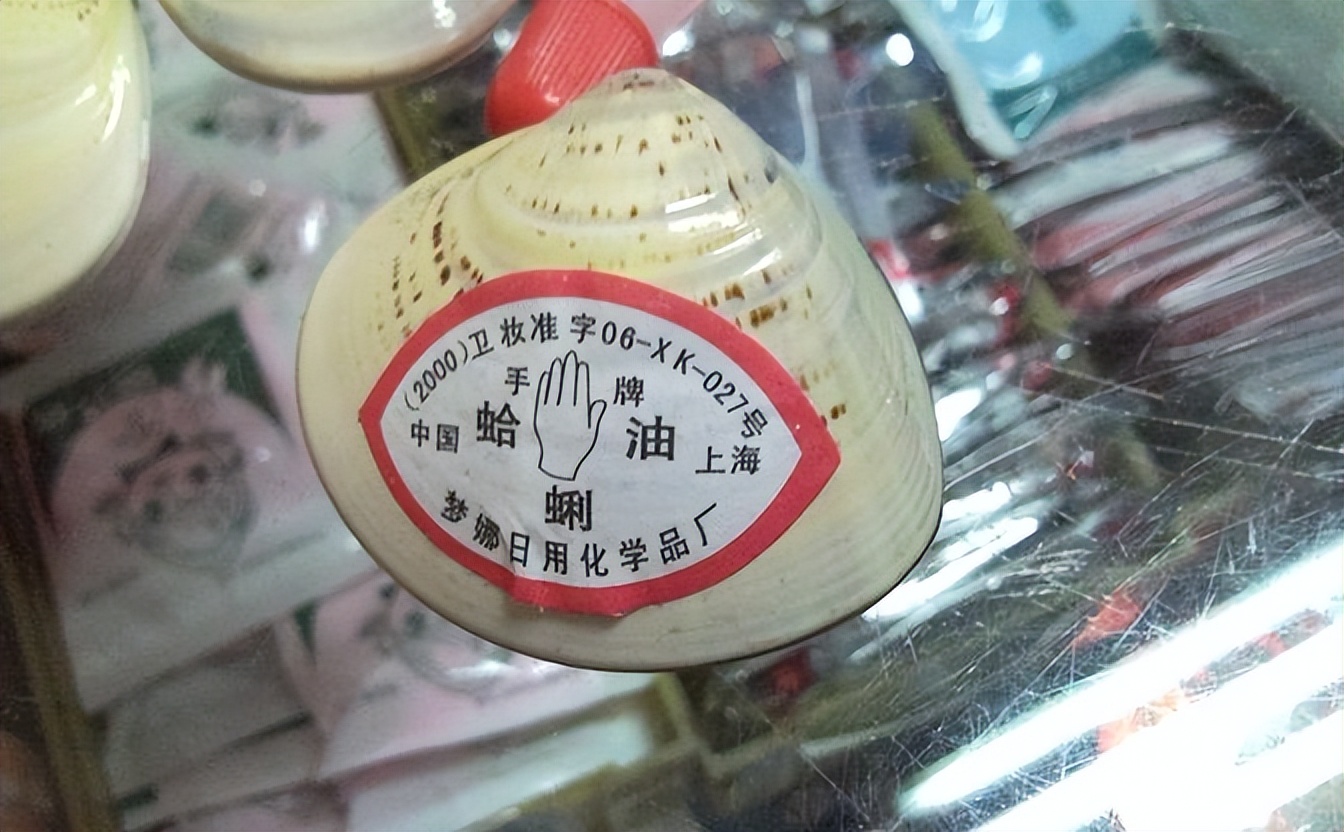 (2000)卫妆准字06-XK-027号
手 牌
中国 蛤 油 上海
蜊
梦娜日用化学品厂